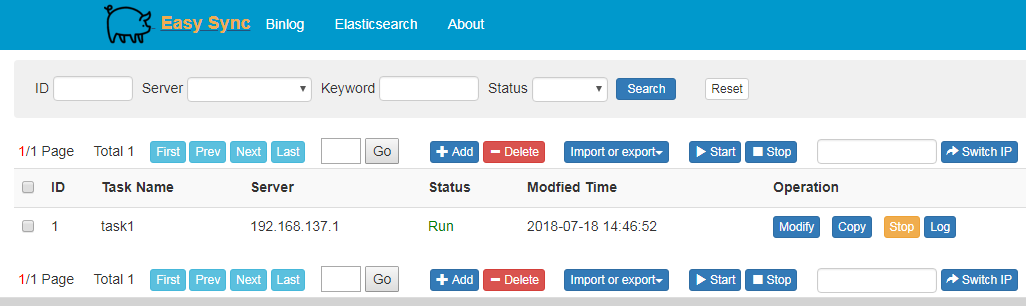 Easy Sync Binlog Elasticsearch About
ID Server Keyword Status Search Reset
1/1 Page Total 1 First Prev Next Last Go Add Delete Import or export Start Stop Switch IP
ID Task Name Server Status Modfied Time Operation
1 task1 192.168.137.1 Run 2018-07-18 14:46:52 Modify Copy Stop Log
1/1 Page Total 1 First Prev Next Last Go Add Delete Import or export Start Stop Switch IP